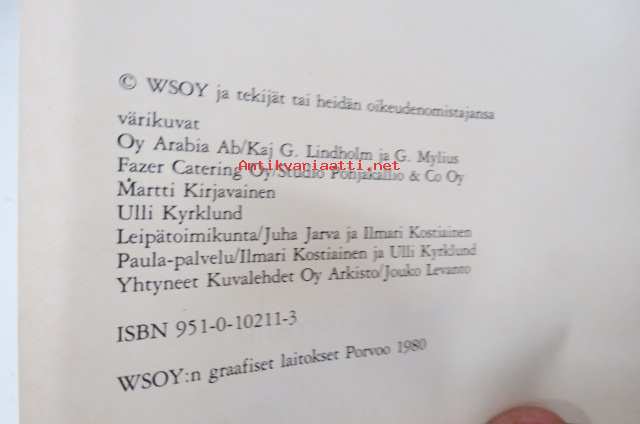 © WSOY ja tekijät tai heidän oikeudenomistajansa
värikuvat
Oy Arabia Ab/Kaj G. Lindholm ja G. Mylius
Antikvariaatti.net
Fazer Catering Oy/Studio Pohjakallio & Co Oy
Martti Kirjavainen
Ulli Kyrklund
Leipätoimikunta/Juha Jarva ja Ilmari Kostiainen
Paula-palvelu/Ilmari Kostiainen ja Ulli Kyrklund
Yhtyneet Kuvalehdet Oy Arkisto/Jouko Levanto
ISBN 951-0-10211-3
WSOY:n graafiset laitokset Porvoo 1980